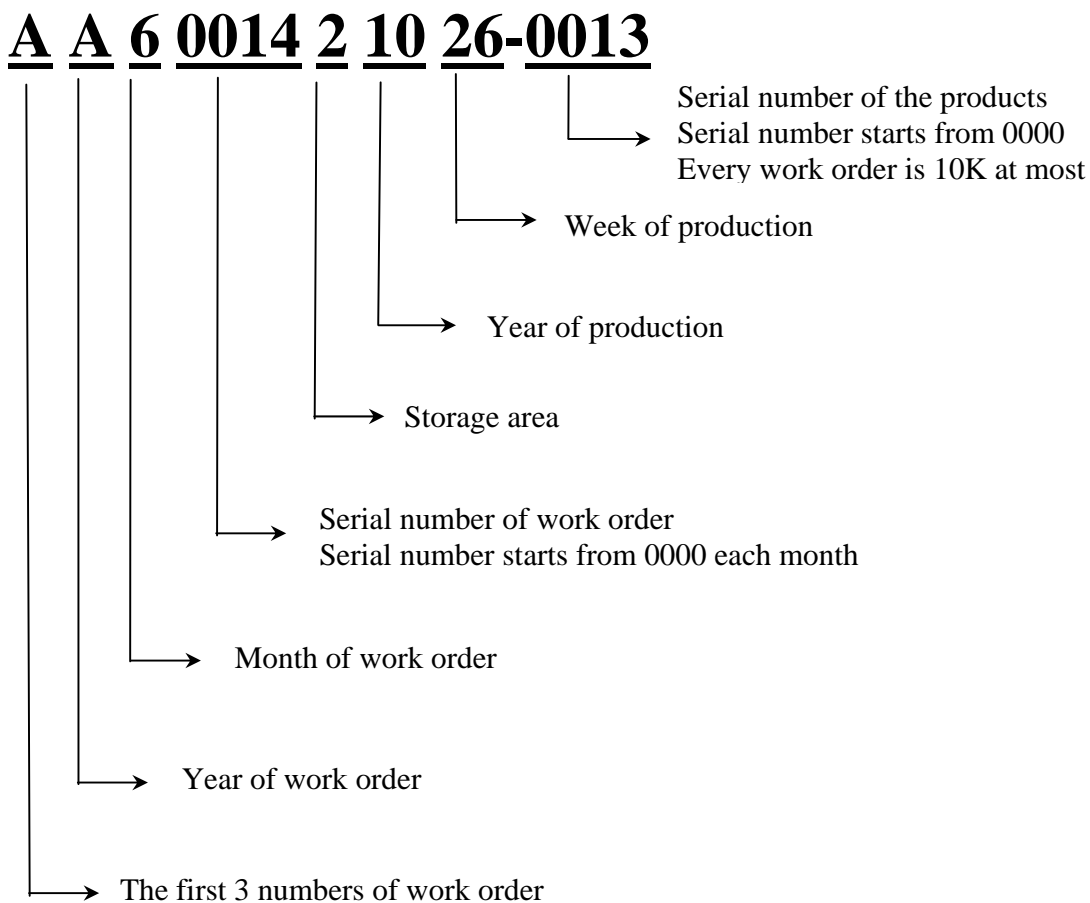 A A 6 0014 2 10 26-0013
Serial number of the products
Serial number starts from 0000
Every work order is 10K at most
Week of production
Year of production
Storage area
Serial number of work order
Serial number starts from 0000 each month
Month of work order
Year of work order
The first 3 numbers of work order